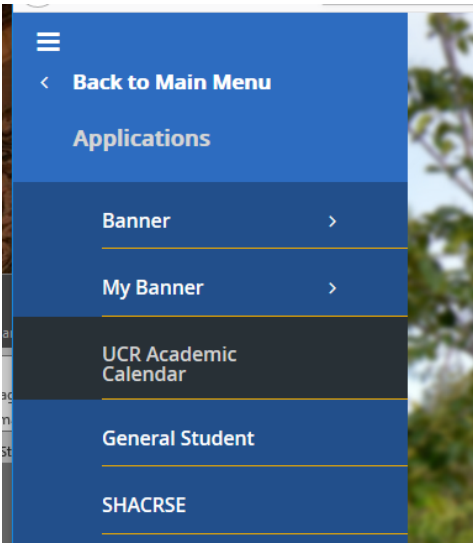 Back to Main Menu
Applications
Banner
My Banner
UCR Academic
Calendar
General Student
SHACRSE